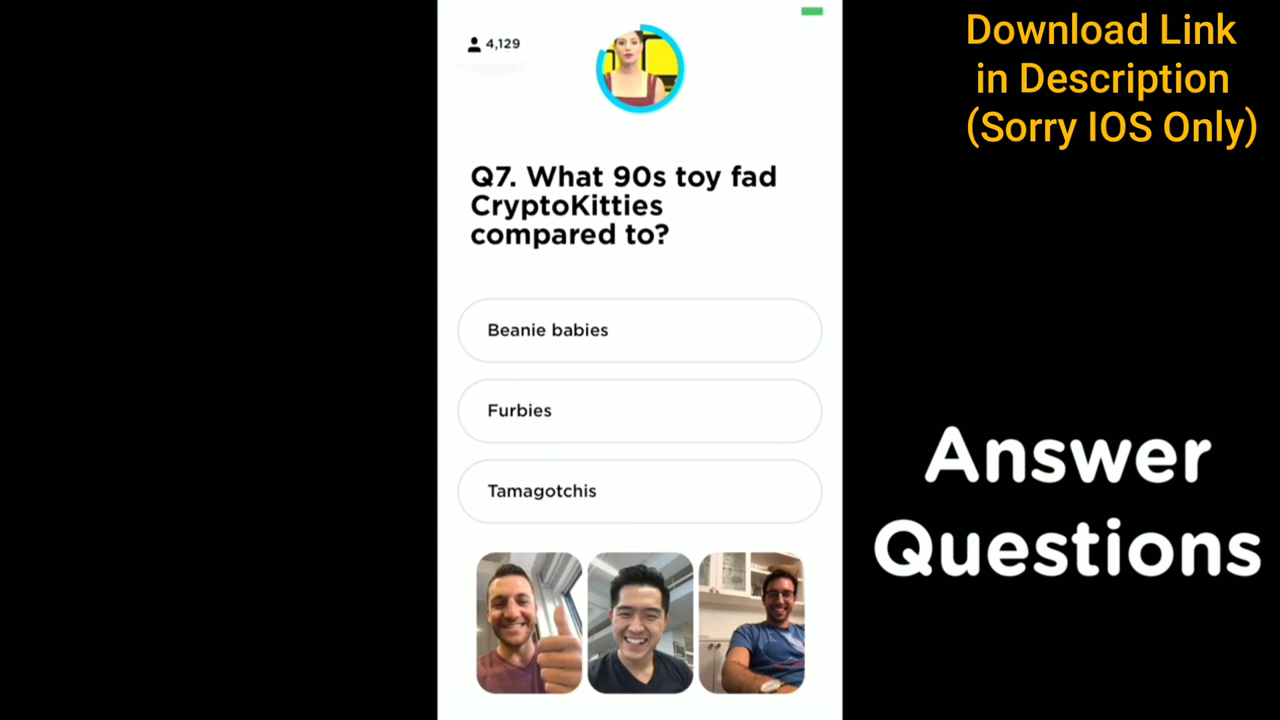 4,129
Q7. What 90s toy fad
CryptoKitties
compared to?
Beanie babies
Furbies
Tamagotchis
Download Link
in Description
(Sorry IOS Only)
Answer
Questions